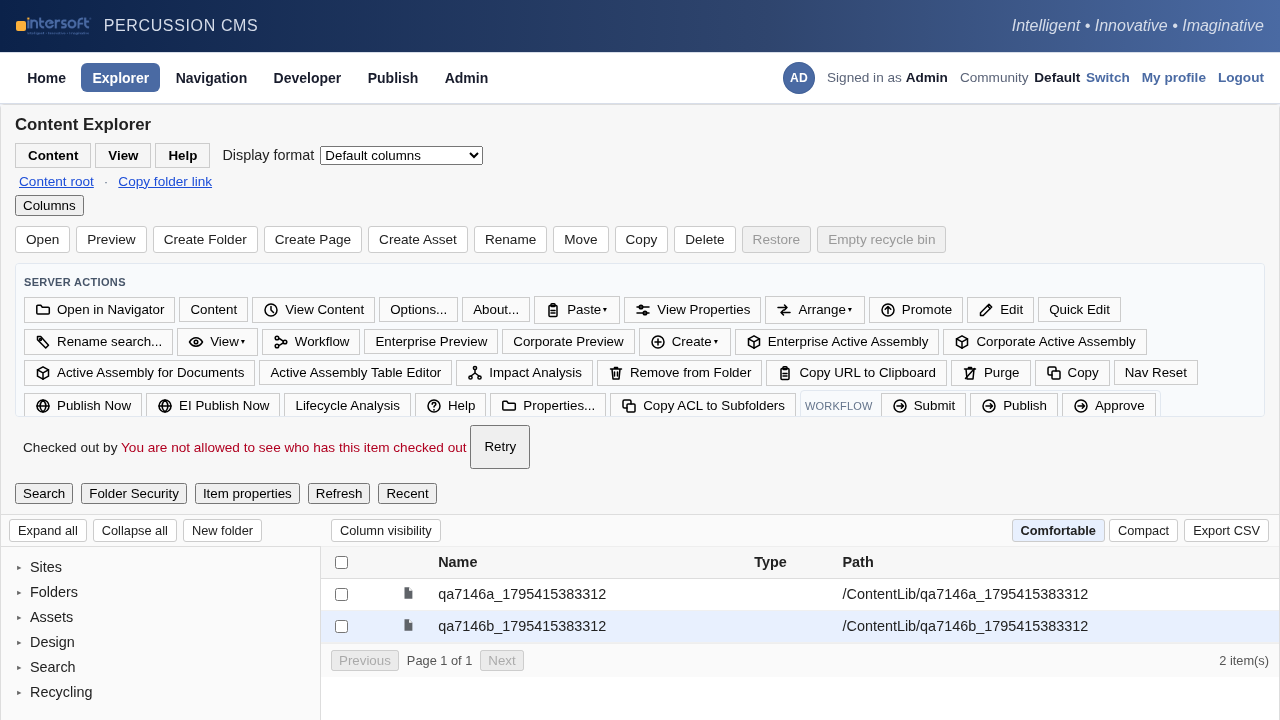 intersoft PERCUSSION CMS Intelligent • Innovative • Imaginative
Home Explorer Navigation Developer Publish Admin AD Signed in as Admin Community Default Switch My profile Logout
Content Explorer
Content View Help Display format Default columns
Content root · Copy folder link
Columns
Open Preview Create Folder Create Page Create Asset Rename Move Copy Delete Restore Empty recycle bin
SERVER ACTIONS
Open in Navigator Content View Content Options... About... Paste View Properties Arrange Promote Edit Quick Edit
Rename search... View Workflow Enterprise Preview Corporate Preview Create Enterprise Active Assembly Corporate Active Assembly
Active Assembly for Documents Active Assembly Table Editor Impact Analysis Remove from Folder Copy URL to Clipboard Purge Copy Nav Reset
Publish Now EI Publish Now Lifecycle Analysis Help Properties... Copy ACL to Subfolders WORKFLOW Submit Publish Approve
Checked out by You are not allowed to see who has this item checked out Retry
Search Folder Security Item properties Refresh Recent
Expand all Collapse all New folder Column visibility Comfortable Compact Export CSV
Name Type Path
Sites
Folders
Assets
Design
Search
Recycling
qa7146a_1795415383312 /ContentLib/qa7146a_1795415383312
qa7146b_1795415383312 /ContentLib/qa7146b_1795415383312
Previous Page 1 of 1 Next 2 item(s)